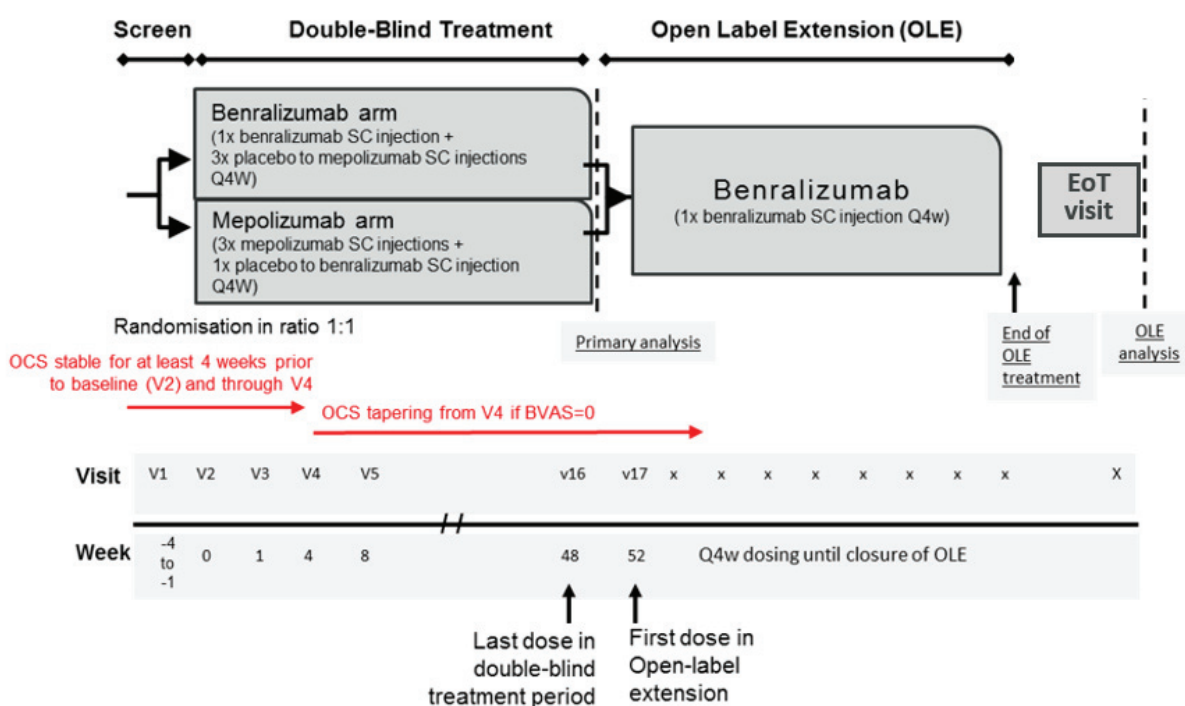 Screen Double-Blind Treatment Open Label Extension (OLE)
Benralizumab arm
(1x benralizumab SC injection +
3x placebo to mepolizumab SC injections
Q4W)
Mepolizumab arm
(3x mepolizumab SC injections +
1x placebo to benralizumab SC injection
Q4W)
Benralizumab
(1x benralizumab SC injection Q4w)
EoT
visit
Randomisation in ratio 1:1
Primary analysis
End of
OLE
treatment
OLE
analysis
OCS stable for at least 4 weeks prior
to baseline (V2) and through V4
OCS tapering from V4 if BVAS=0
Visit V1 V2 V3 V4 V5 v16 v17 x x x x x x x x X
Week -4 to -1 0 1 4 8 48 52 Q4w dosing until closure of OLE
Last dose in
double-blind
treatment period
First dose in
Open-label
extension